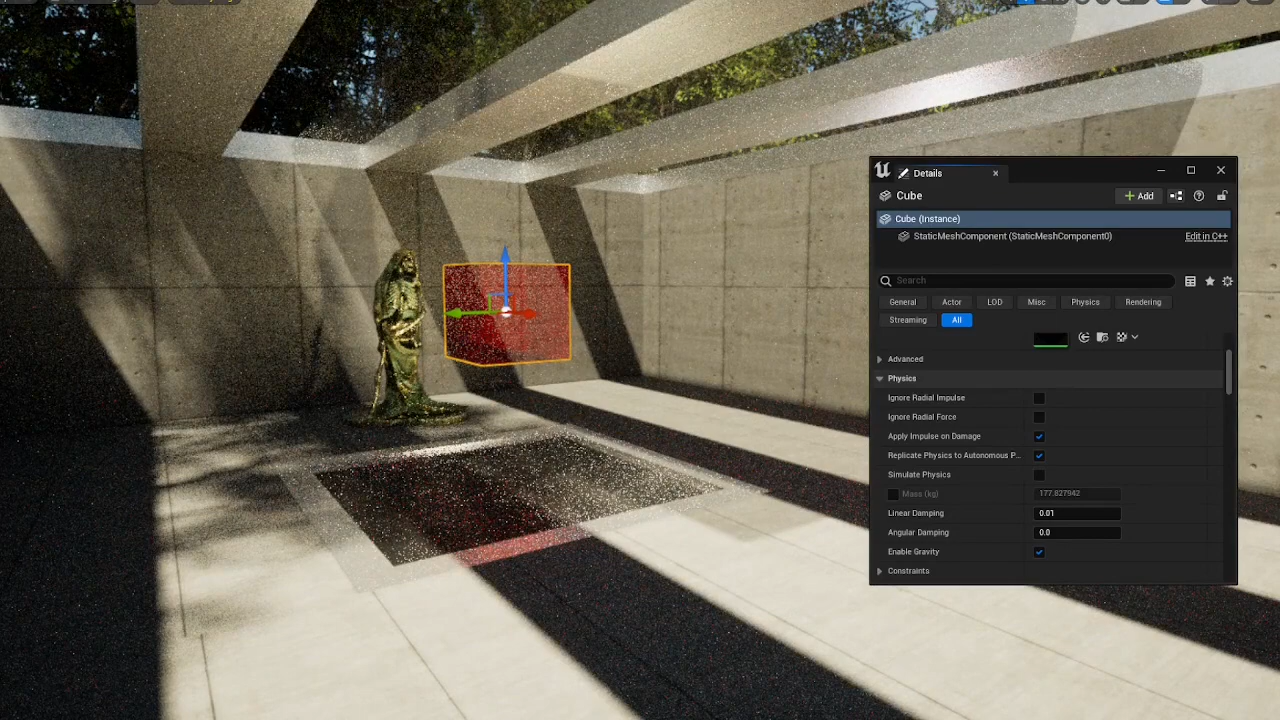 Details
Cube
+ Add
Cube (Instance)
StaticMeshComponent (StaticMeshComponent0)
Edit in C++
Search
General
Actor
LOD
Misc
Physics
Rendering
Streaming
All
Advanced
Physics
Ignore Radial Impulse
Ignore Radial Force
Apply Impulse on Damage
Replicate Physics to Autonomous P...
Simulate Physics
Mass (kg)
177.827942
Linear Damping
0.01
Angular Damping
0.0
Enable Gravity
Constraints